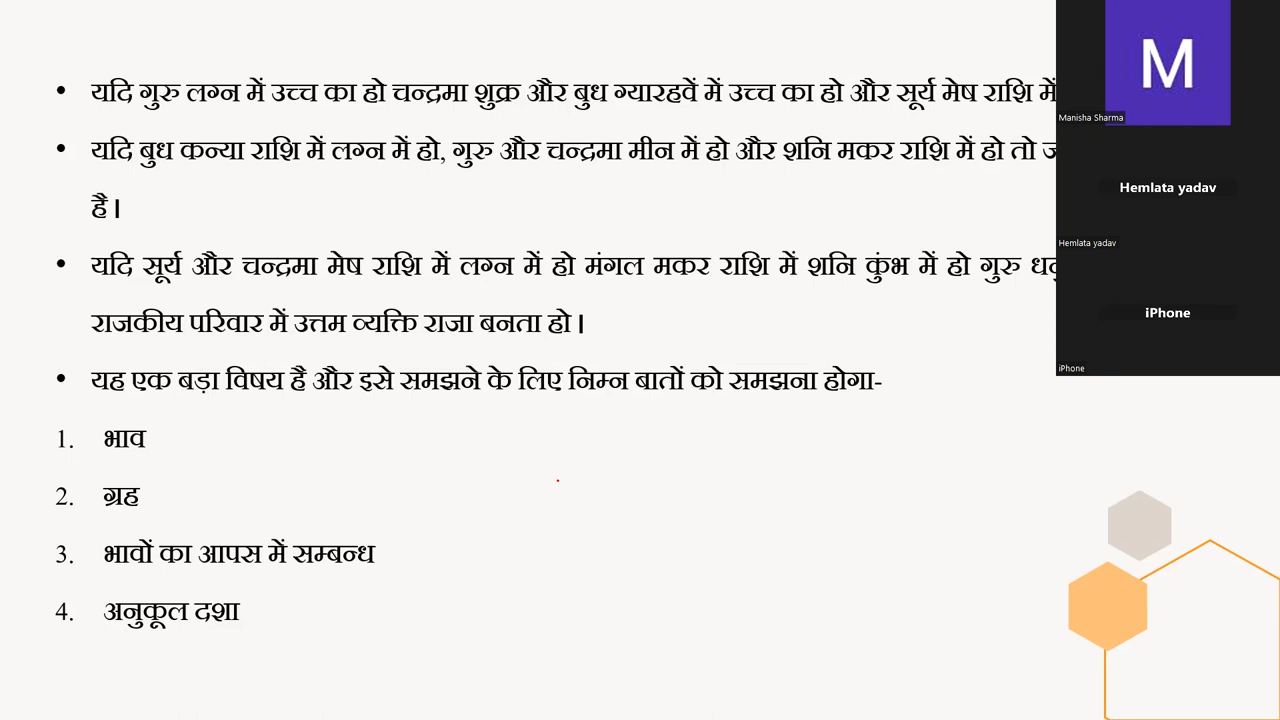 • यदि गुरु लग्न में उच्च का हो चन्द्रमा शुक्र और बुध ग्यारहवें में उच्च का हो और सूर्य मेष राशि में
• यदि बुध कन्या राशि में लग्न में हो, गुरु और चन्द्रमा मीन में हो और शनि मकर राशि में हो तो
है।
• यदि सूर्य और चन्द्रमा मेष राशि में लग्न में हो मंगल मकर राशि में शनि कुंभ में हो गुरु
राजकीय परिवार में उत्तम व्यक्ति राजा बनता हो।
• यह एक बड़ा विषय है और इसे समझने के लिए निम्न बातों को समझना होगा-
1. भाव
2. ग्रह
3. भावों का आपस में सम्बन्ध
4. अनुकूल दशा
M
Manisha Sharma
Hemlata yadav
Hemlata yadav
iPhone
iPhone